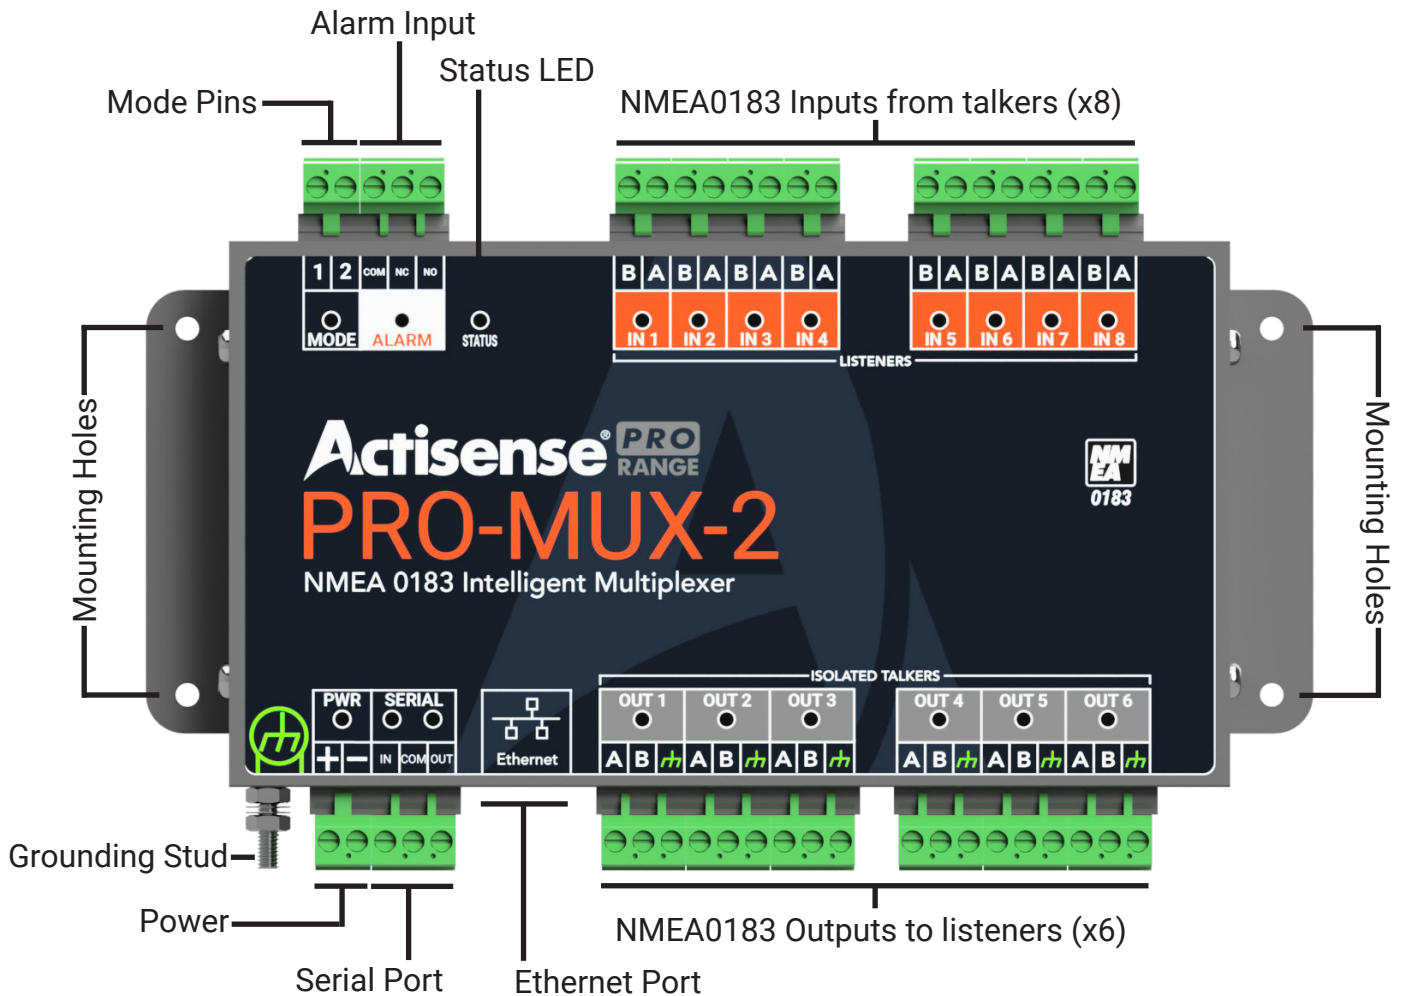 Alarm Input
Status LED
Mode Pins
NMEA0183 Inputs from talkers (x8)
1 2 COM NC NO
B A B A B A B A
B A B A B A B A
MODE ALARM STATUS
IN 1 IN 2 IN 3 IN 4
IN 5 IN 6 IN 7 IN 8
LISTENERS
Mounting Holes
Mounting Holes
Actisense® PRO RANGE
PRO-MUX-2
NMEA 0183 Intelligent Multiplexer
NMEA
0183
ISOLATED TALKERS
PWR SERIAL
OUT 1 OUT 2 OUT 3
OUT 4 OUT 5 OUT 6
+ − IN COM OUT
Ethernet
A B A B A B
A B A B A B
Grounding Stud
Power
Serial Port
Ethernet Port
NMEA0183 Outputs to listeners (x6)